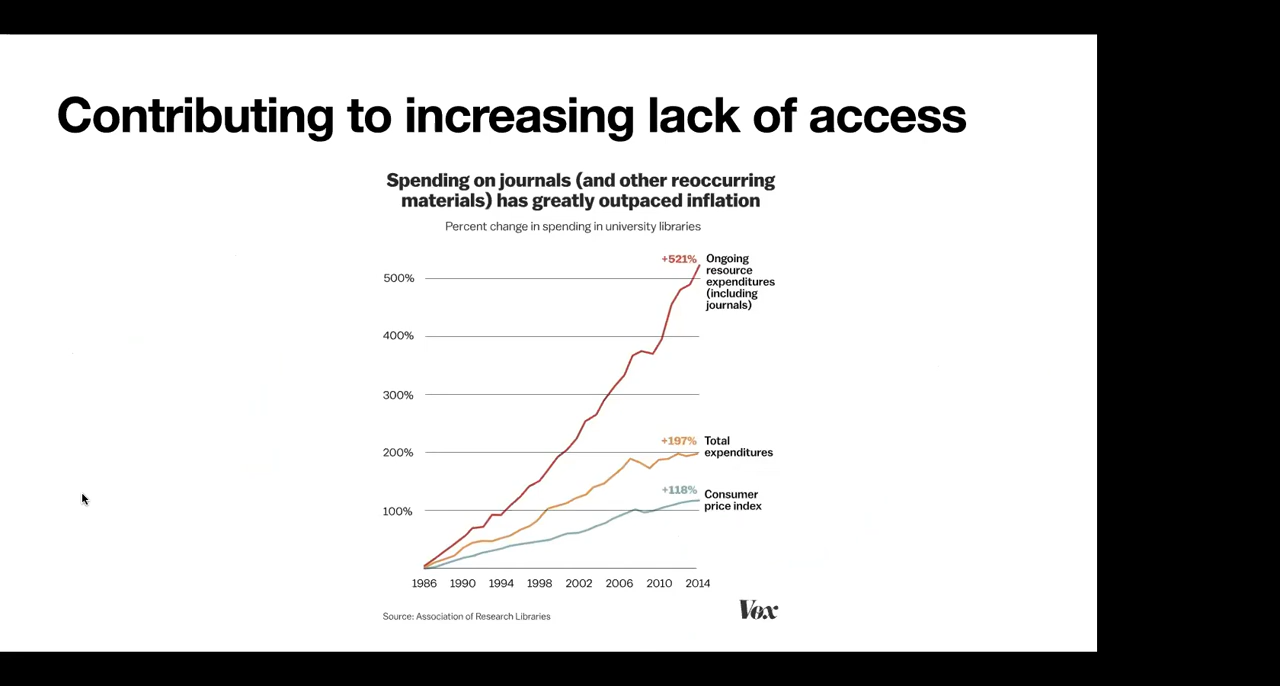 Contributing to increasing lack of access
Spending on journals (and other reoccurring
materials) has greatly outpaced inflation
Percent change in spending in university libraries
+521%
Ongoing
resource
expenditures
(including
journals)
500%
400%
300%
+197%
Total
expenditures
200%
+118%
Consumer
price index
100%
1986 1990 1994 1998 2002 2006 2010 2014
Source: Association of Research Libraries
Vox